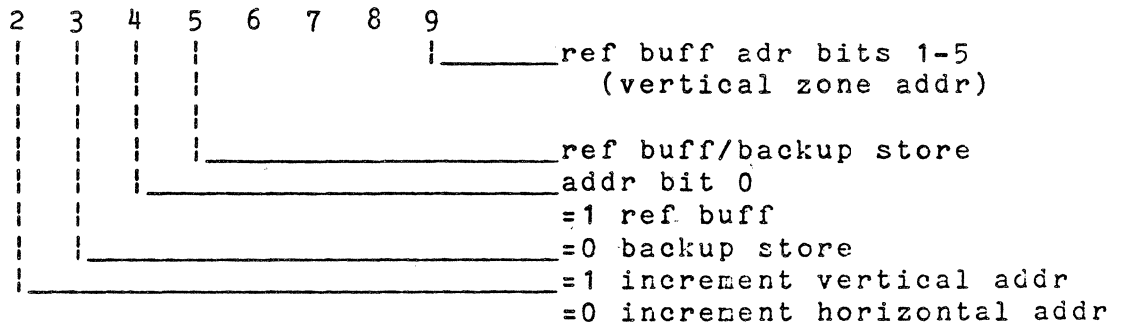 2 3 4 5 6 7 8 9
ref buff adr bits 1-5
(vertical zone addr)
ref buff/backup store
addr bit 0
=1 ref buff
=0 backup store
=1 increment vertical addr
=0 increment horizontal addr